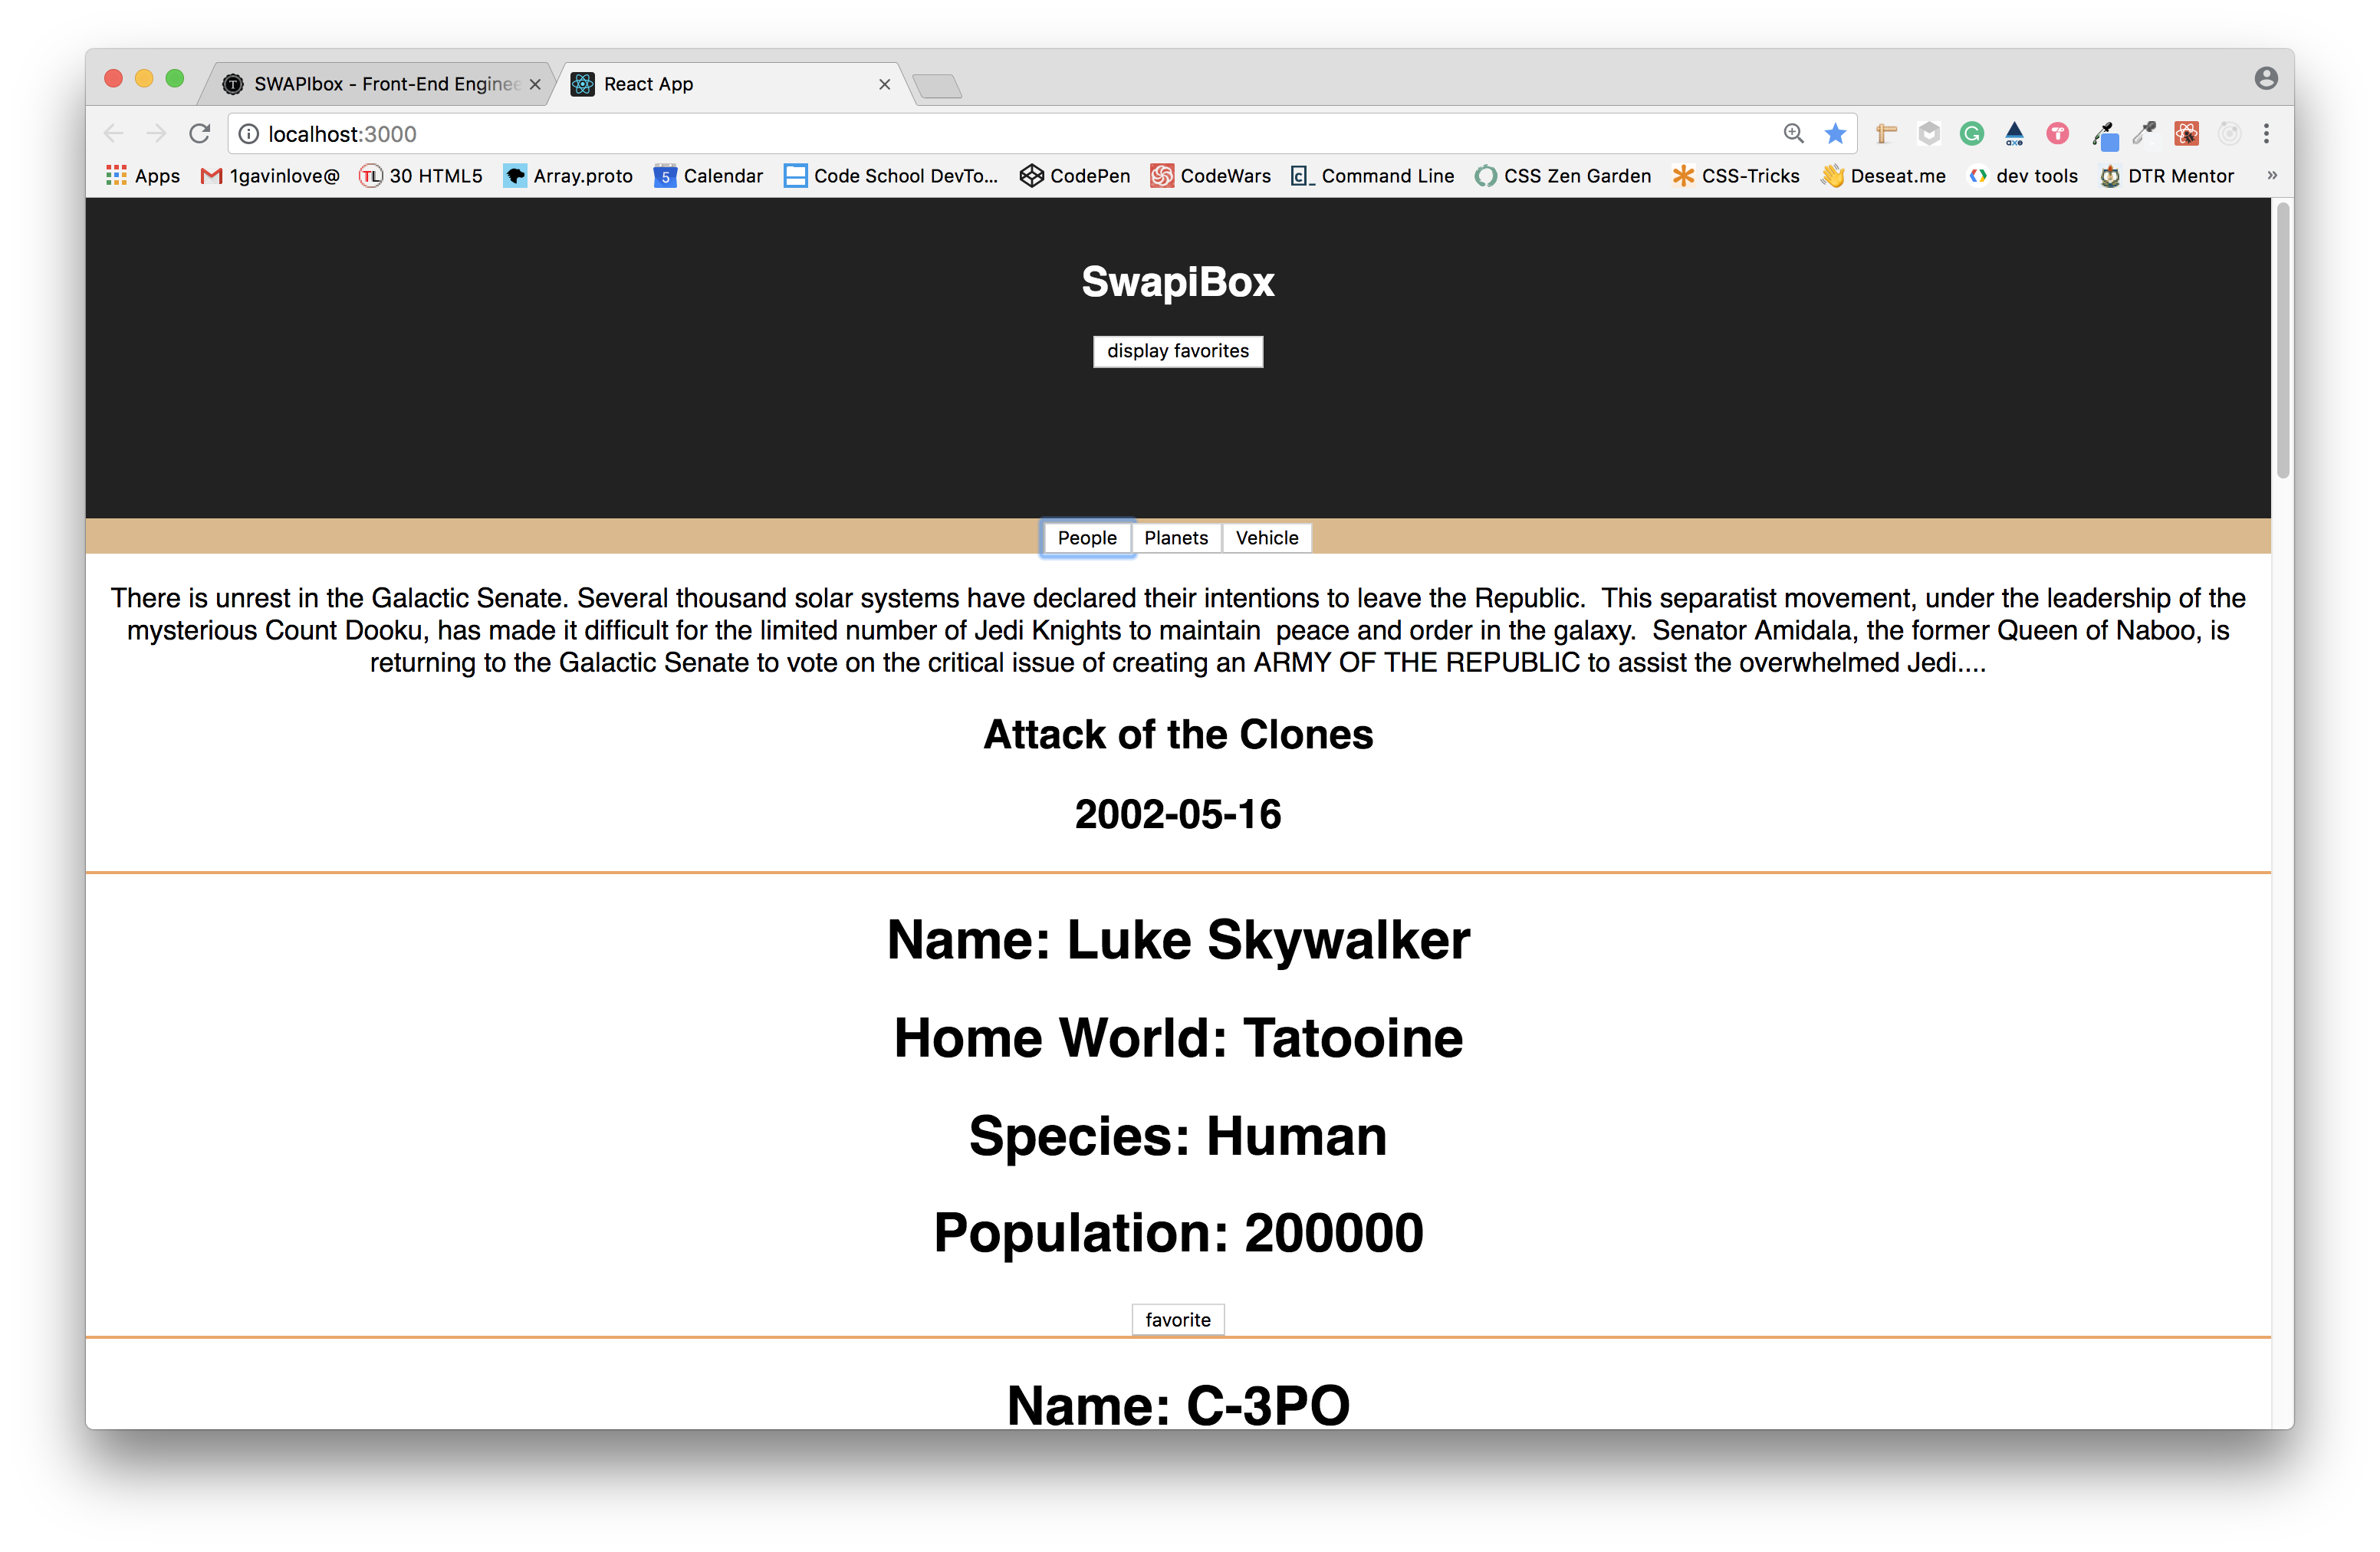 SWAPIbox - Front-End Enginee
React App
localhost:3000
Apps
1gavinlove@
TL 30 HTML5
Array.proto
5 Calendar
Code School DevTo...
CodePen
CodeWars
Command Line
CSS Zen Garden
CSS-Tricks
Deseat.me
dev tools
DTR Mentor
»
SwapiBox
display favorites
People Planets Vehicle
There is unrest in the Galactic Senate. Several thousand solar systems have declared their intentions to leave the Republic.  This separatist movement, under the leadership of the
mysterious Count Dooku, has made it difficult for the limited number of Jedi Knights to maintain  peace and order in the galaxy.  Senator Amidala, the former Queen of Naboo, is
returning to the Galactic Senate to vote on the critical issue of creating an ARMY OF THE REPUBLIC to assist the overwhelmed Jedi....
Attack of the Clones
2002-05-16
Name: Luke Skywalker
Home World: Tatooine
Species: Human
Population: 200000
favorite
Name: C-3PO